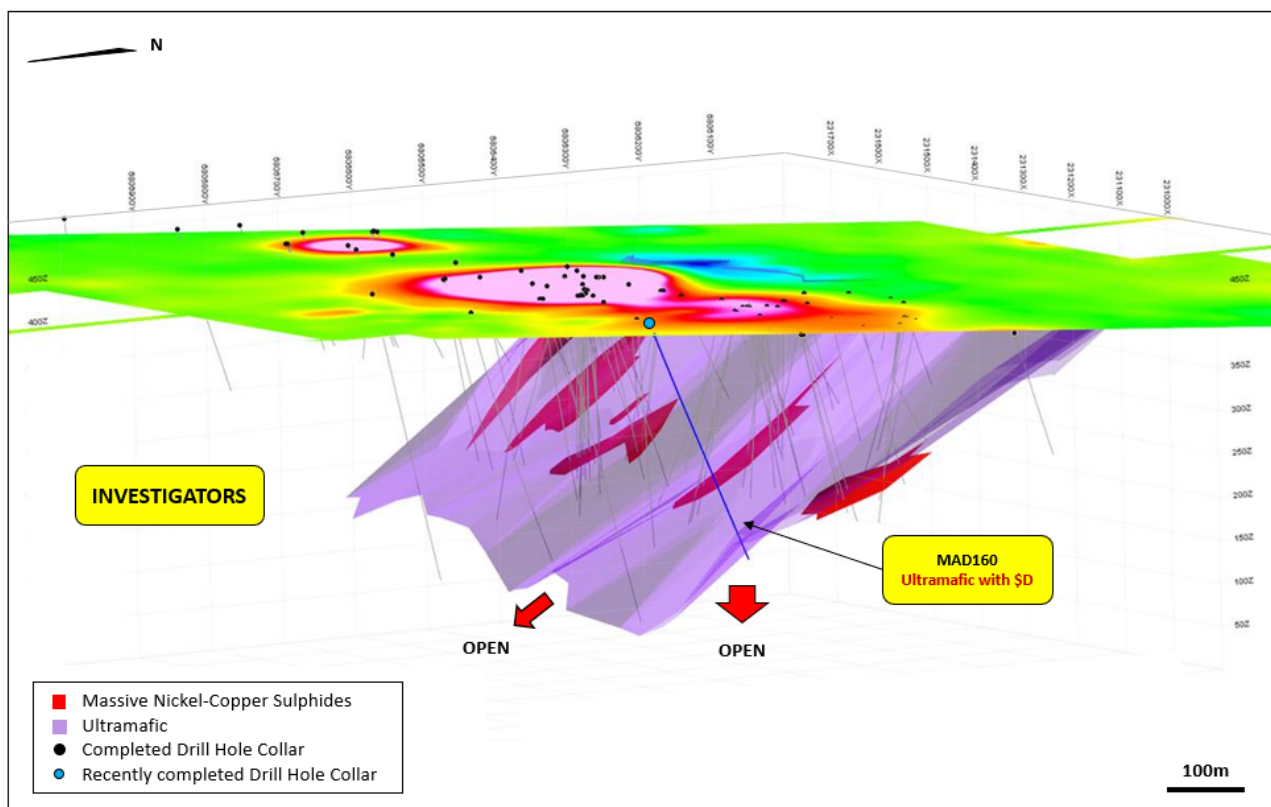 N
6806900Y
6806800Y
6806700Y
6806600Y
6806500Y
6806400Y
6806300Y
6806200Y
6806100Y
231700X
231600X
231500X
231400X
231300X
231200X
231100X
231000X
450Z
400Z
450Z
350Z
300Z
250Z
200Z
150Z
100Z
50Z
INVESTIGATORS
MAD160
Ultramafic with $D
OPEN
OPEN
Massive Nickel-Copper Sulphides
Ultramafic
Completed Drill Hole Collar
Recently completed Drill Hole Collar
100m